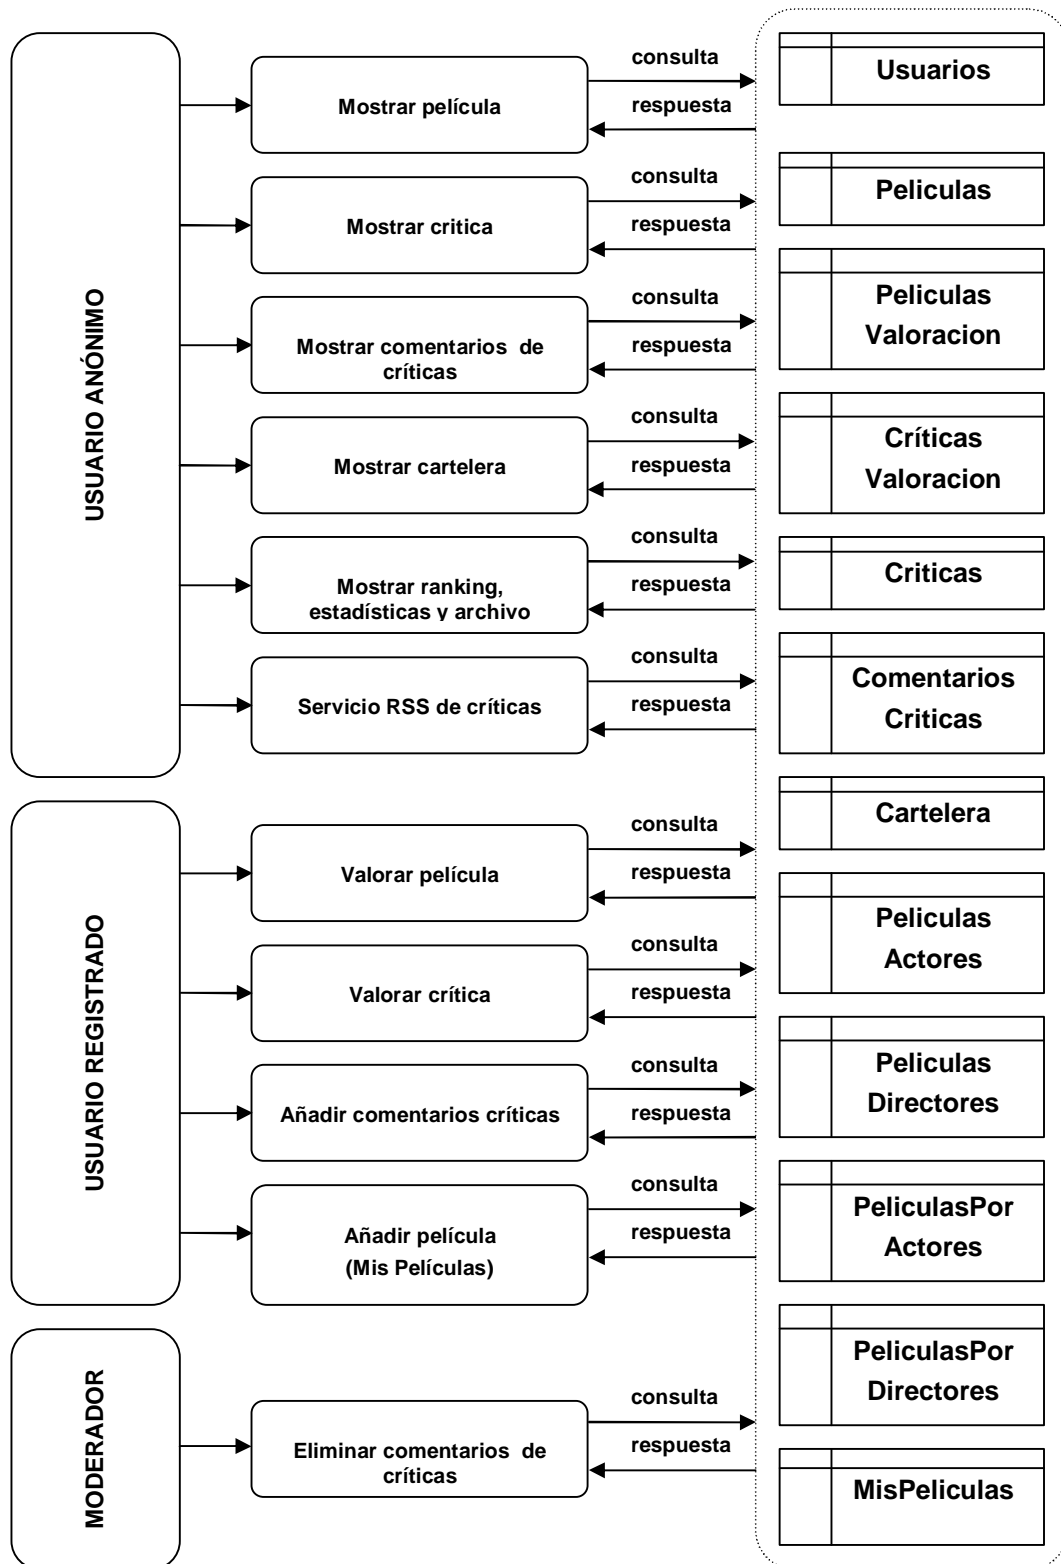 USUARIO ANÓNIMO
Mostrar película
consulta
respuesta
Mostrar critica
consulta
respuesta
Mostrar comentarios de
críticas
consulta
respuesta
Mostrar cartelera
consulta
respuesta
Mostrar ranking,
estadísticas y archivo
consulta
respuesta
Servicio RSS de críticas
consulta
respuesta
USUARIO REGISTRADO
Valorar película
consulta
respuesta
Valorar crítica
consulta
respuesta
Añadir comentarios críticas
consulta
respuesta
Añadir película
(Mis Películas)
consulta
respuesta
MODERADOR
Eliminar comentarios de
críticas
consulta
respuesta
Usuarios
Peliculas
Peliculas
Valoracion
Críticas
Valoracion
Criticas
Comentarios
Criticas
Cartelera
Peliculas
Actores
Peliculas
Directores
PeliculasPor
Actores
PeliculasPor
Directores
MisPeliculas